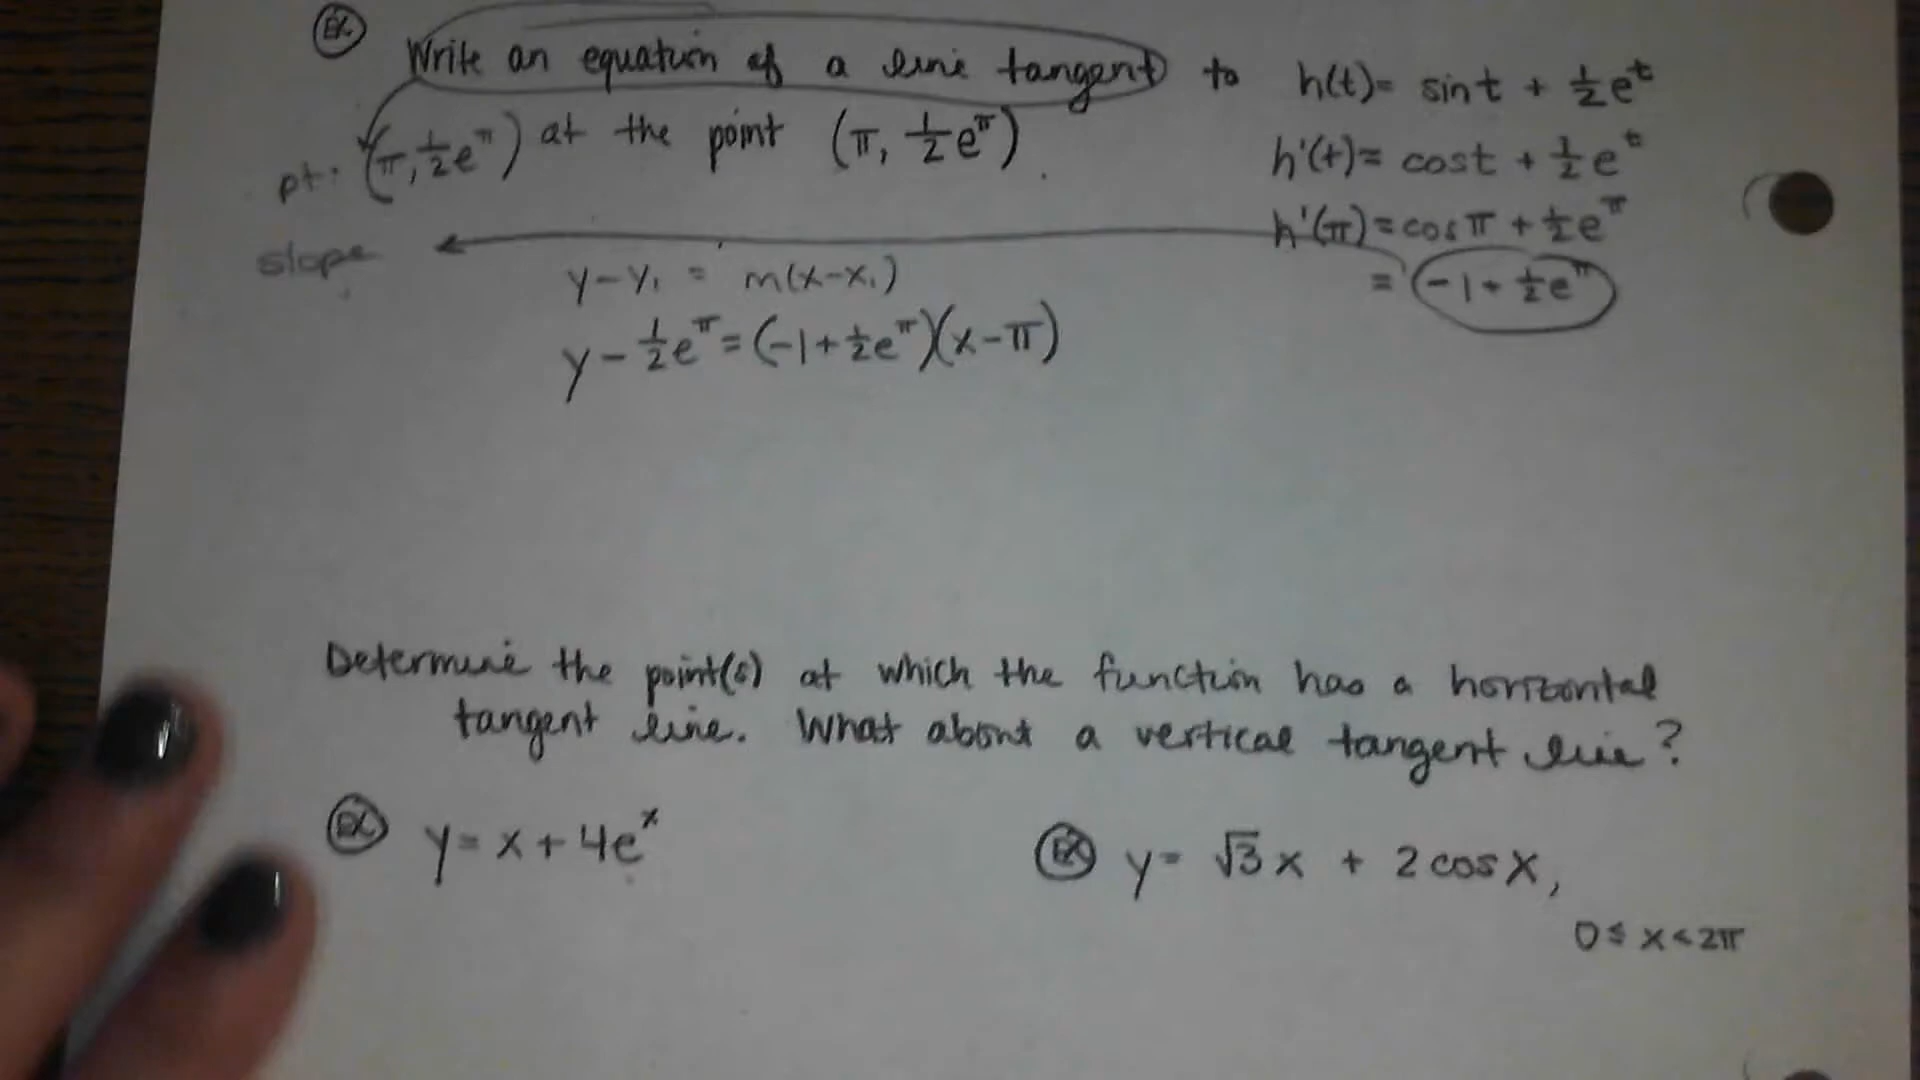 Ex. Write an equation of a line tangent to h(t) = sin t + ½e^t
pt: (π, ½e^π) at the point (π, ½e^π).
h'(t) = cos t + ½e^t
h'(π) = cos π + ½e^π
slope
= -1 + ½e^π
y - y₁ = m(x - x₁)
y - ½e^π = (-1 + ½e^π)(x - π)
Determine the point(s) at which the function has a horizontal
tangent line. What about a vertical tangent line?
Ex y = x + 4e^x
Ex y = √3x + 2cosx,
0 ≤ x < 2π